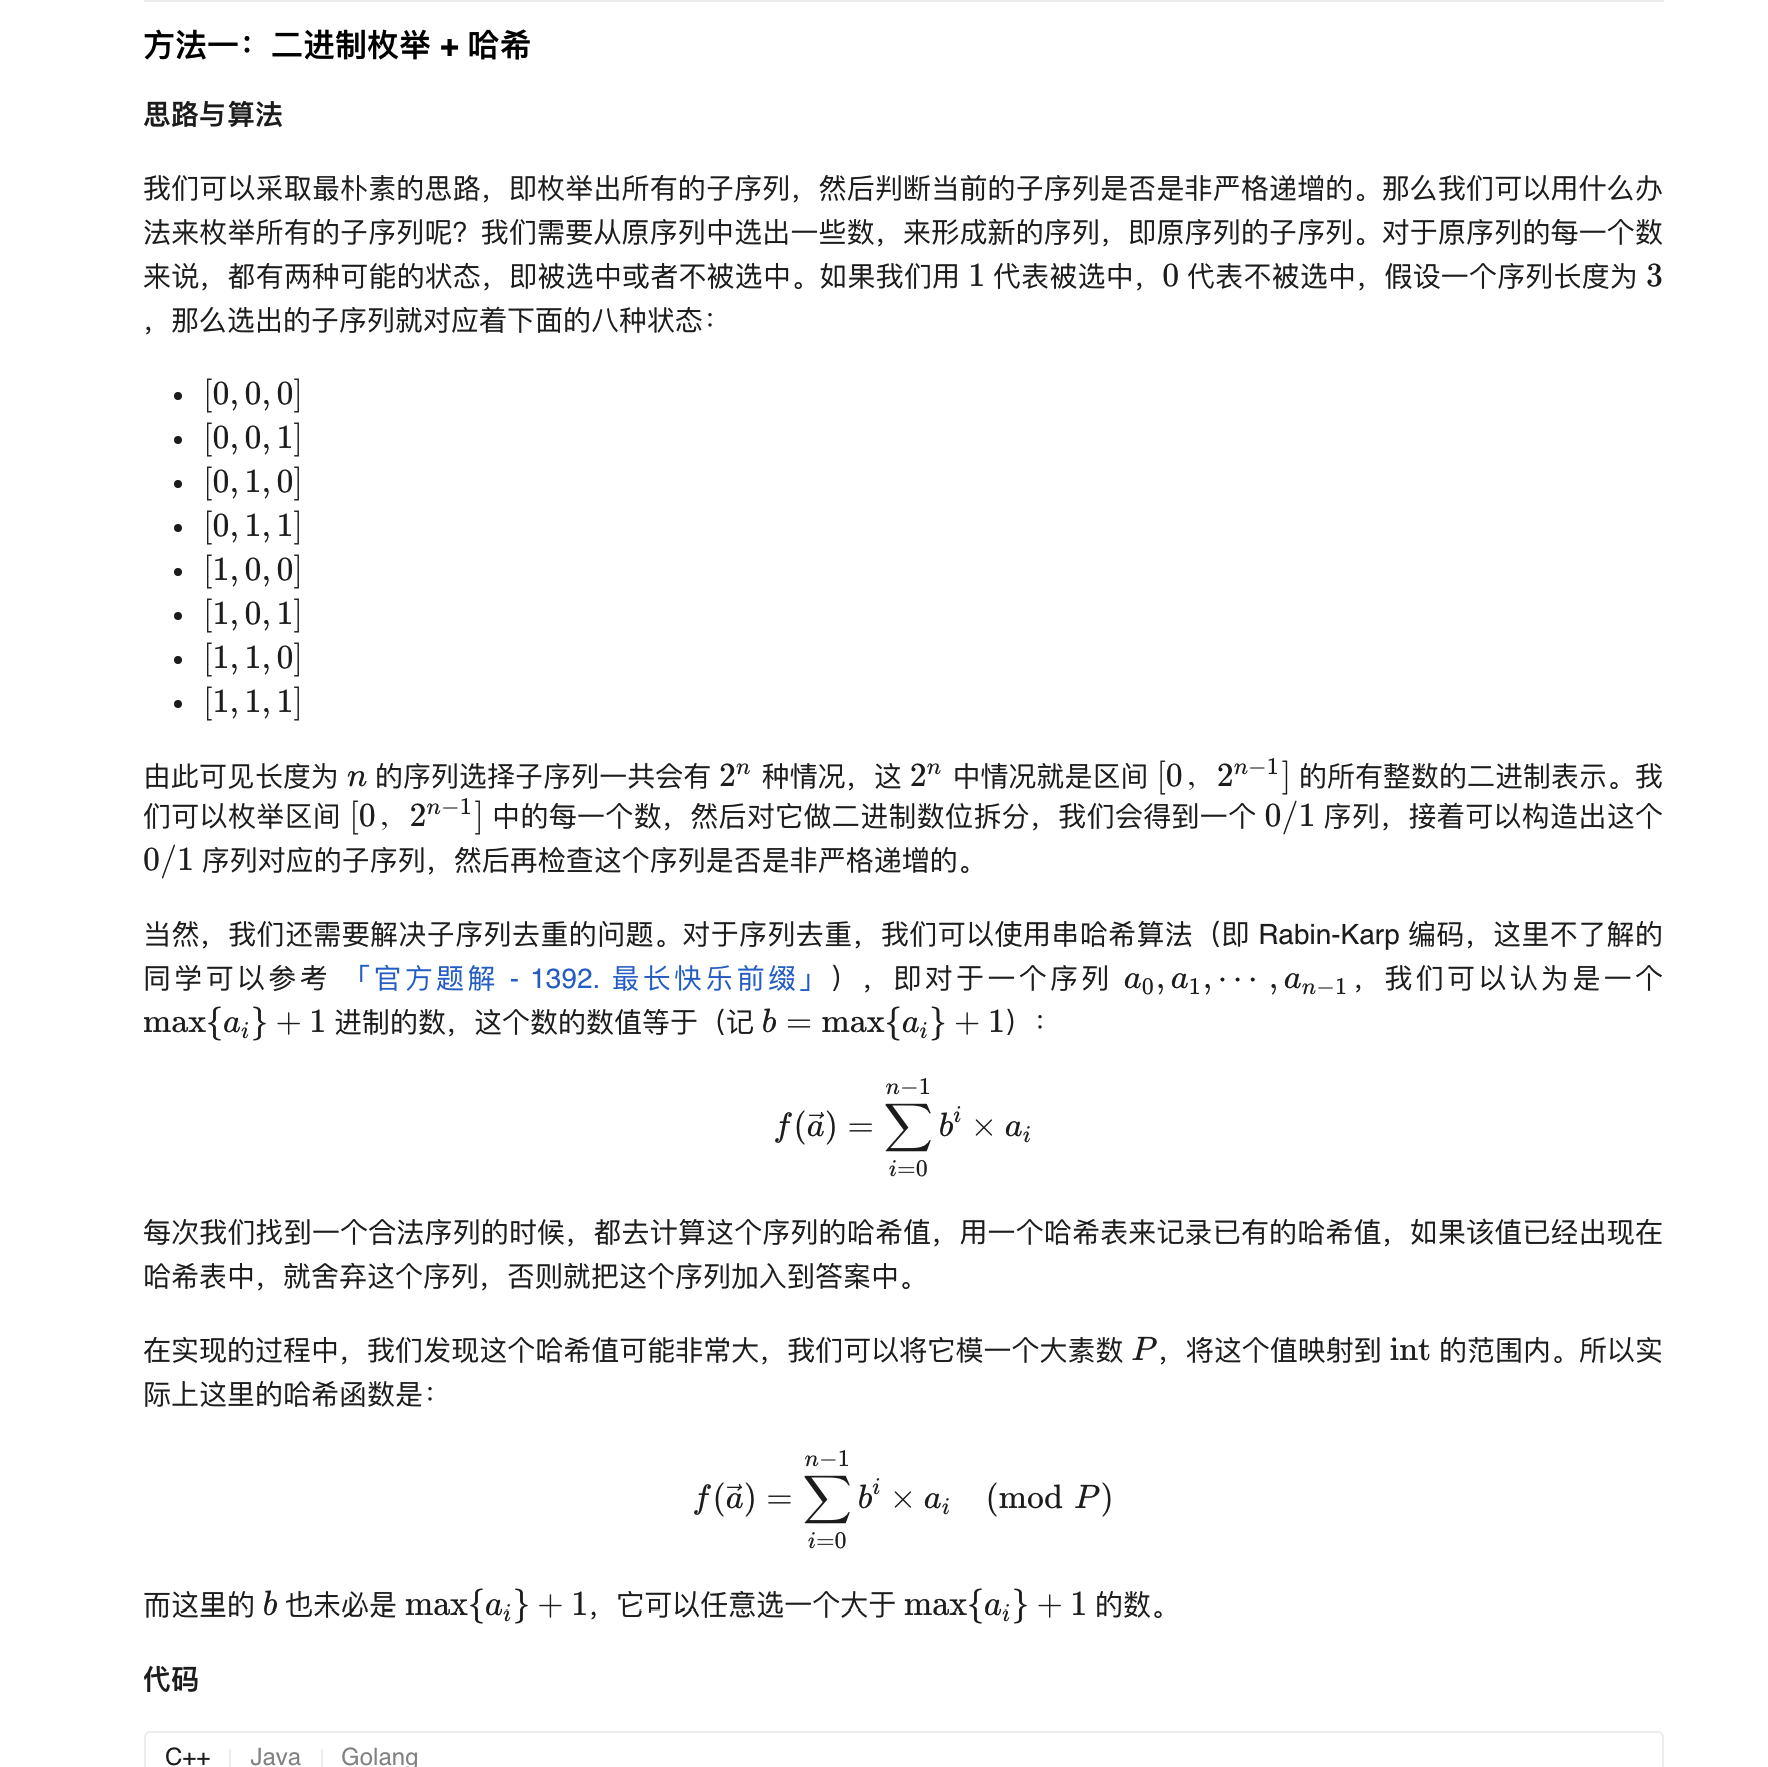 方法一：二进制枚举 + 哈希
思路与算法
我们可以采取最朴素的思路，即枚举出所有的子序列，然后判断当前的子序列是否是非严格递增的。那么我们可以用什么办
法来枚举所有的子序列呢？我们需要从原序列中选出一些数，来形成新的序列，即原序列的子序列。对于原序列的每一个数
来说，都有两种可能的状态，即被选中或者不被选中。如果我们用 1 代表被选中，0 代表不被选中，假设一个序列长度为 3
，那么选出的子序列就对应着下面的八种状态：
• [0, 0, 0]
• [0, 0, 1]
• [0, 1, 0]
• [0, 1, 1]
• [1, 0, 0]
• [1, 0, 1]
• [1, 1, 0]
• [1, 1, 1]
由此可见长度为 n 的序列选择子序列一共会有 2^n 种情况，这 2^n 中情况就是区间 [0，2^{n−1}] 的所有整数的二进制表示。我
们可以枚举区间 [0，2^{n−1}] 中的每一个数，然后对它做二进制数位拆分，我们会得到一个 0/1 序列，接着可以构造出这个
0/1 序列对应的子序列，然后再检查这个序列是否是非严格递增的。
当然，我们还需要解决子序列去重的问题。对于序列去重，我们可以使用串哈希算法（即 Rabin-Karp 编码，这里不了解的
同学可以参考 「官方题解 - 1392. 最长快乐前缀」），即对于一个序列 a_0, a_1, ⋯ , a_{n−1}，我们可以认为是一个
max{a_i} + 1 进制的数，这个数的数值等于（记 b = max{a_i} + 1）：
f(\vec{a}) = \sum_{i=0}^{n−1} b^i × a_i
每次我们找到一个合法序列的时候，都去计算这个序列的哈希值，用一个哈希表来记录已有的哈希值，如果该值已经出现在
哈希表中，就舍弃这个序列，否则就把这个序列加入到答案中。
在实现的过程中，我们发现这个哈希值可能非常大，我们可以将它模一个大素数 P，将这个值映射到 int 的范围内。所以实
际上这里的哈希函数是：
f(\vec{a}) = \sum_{i=0}^{n−1} b^i × a_i (mod P)
而这里的 b 也未必是 max{a_i} + 1，它可以任意选一个大于 max{a_i} + 1 的数。
代码
C++ | Java | Golang